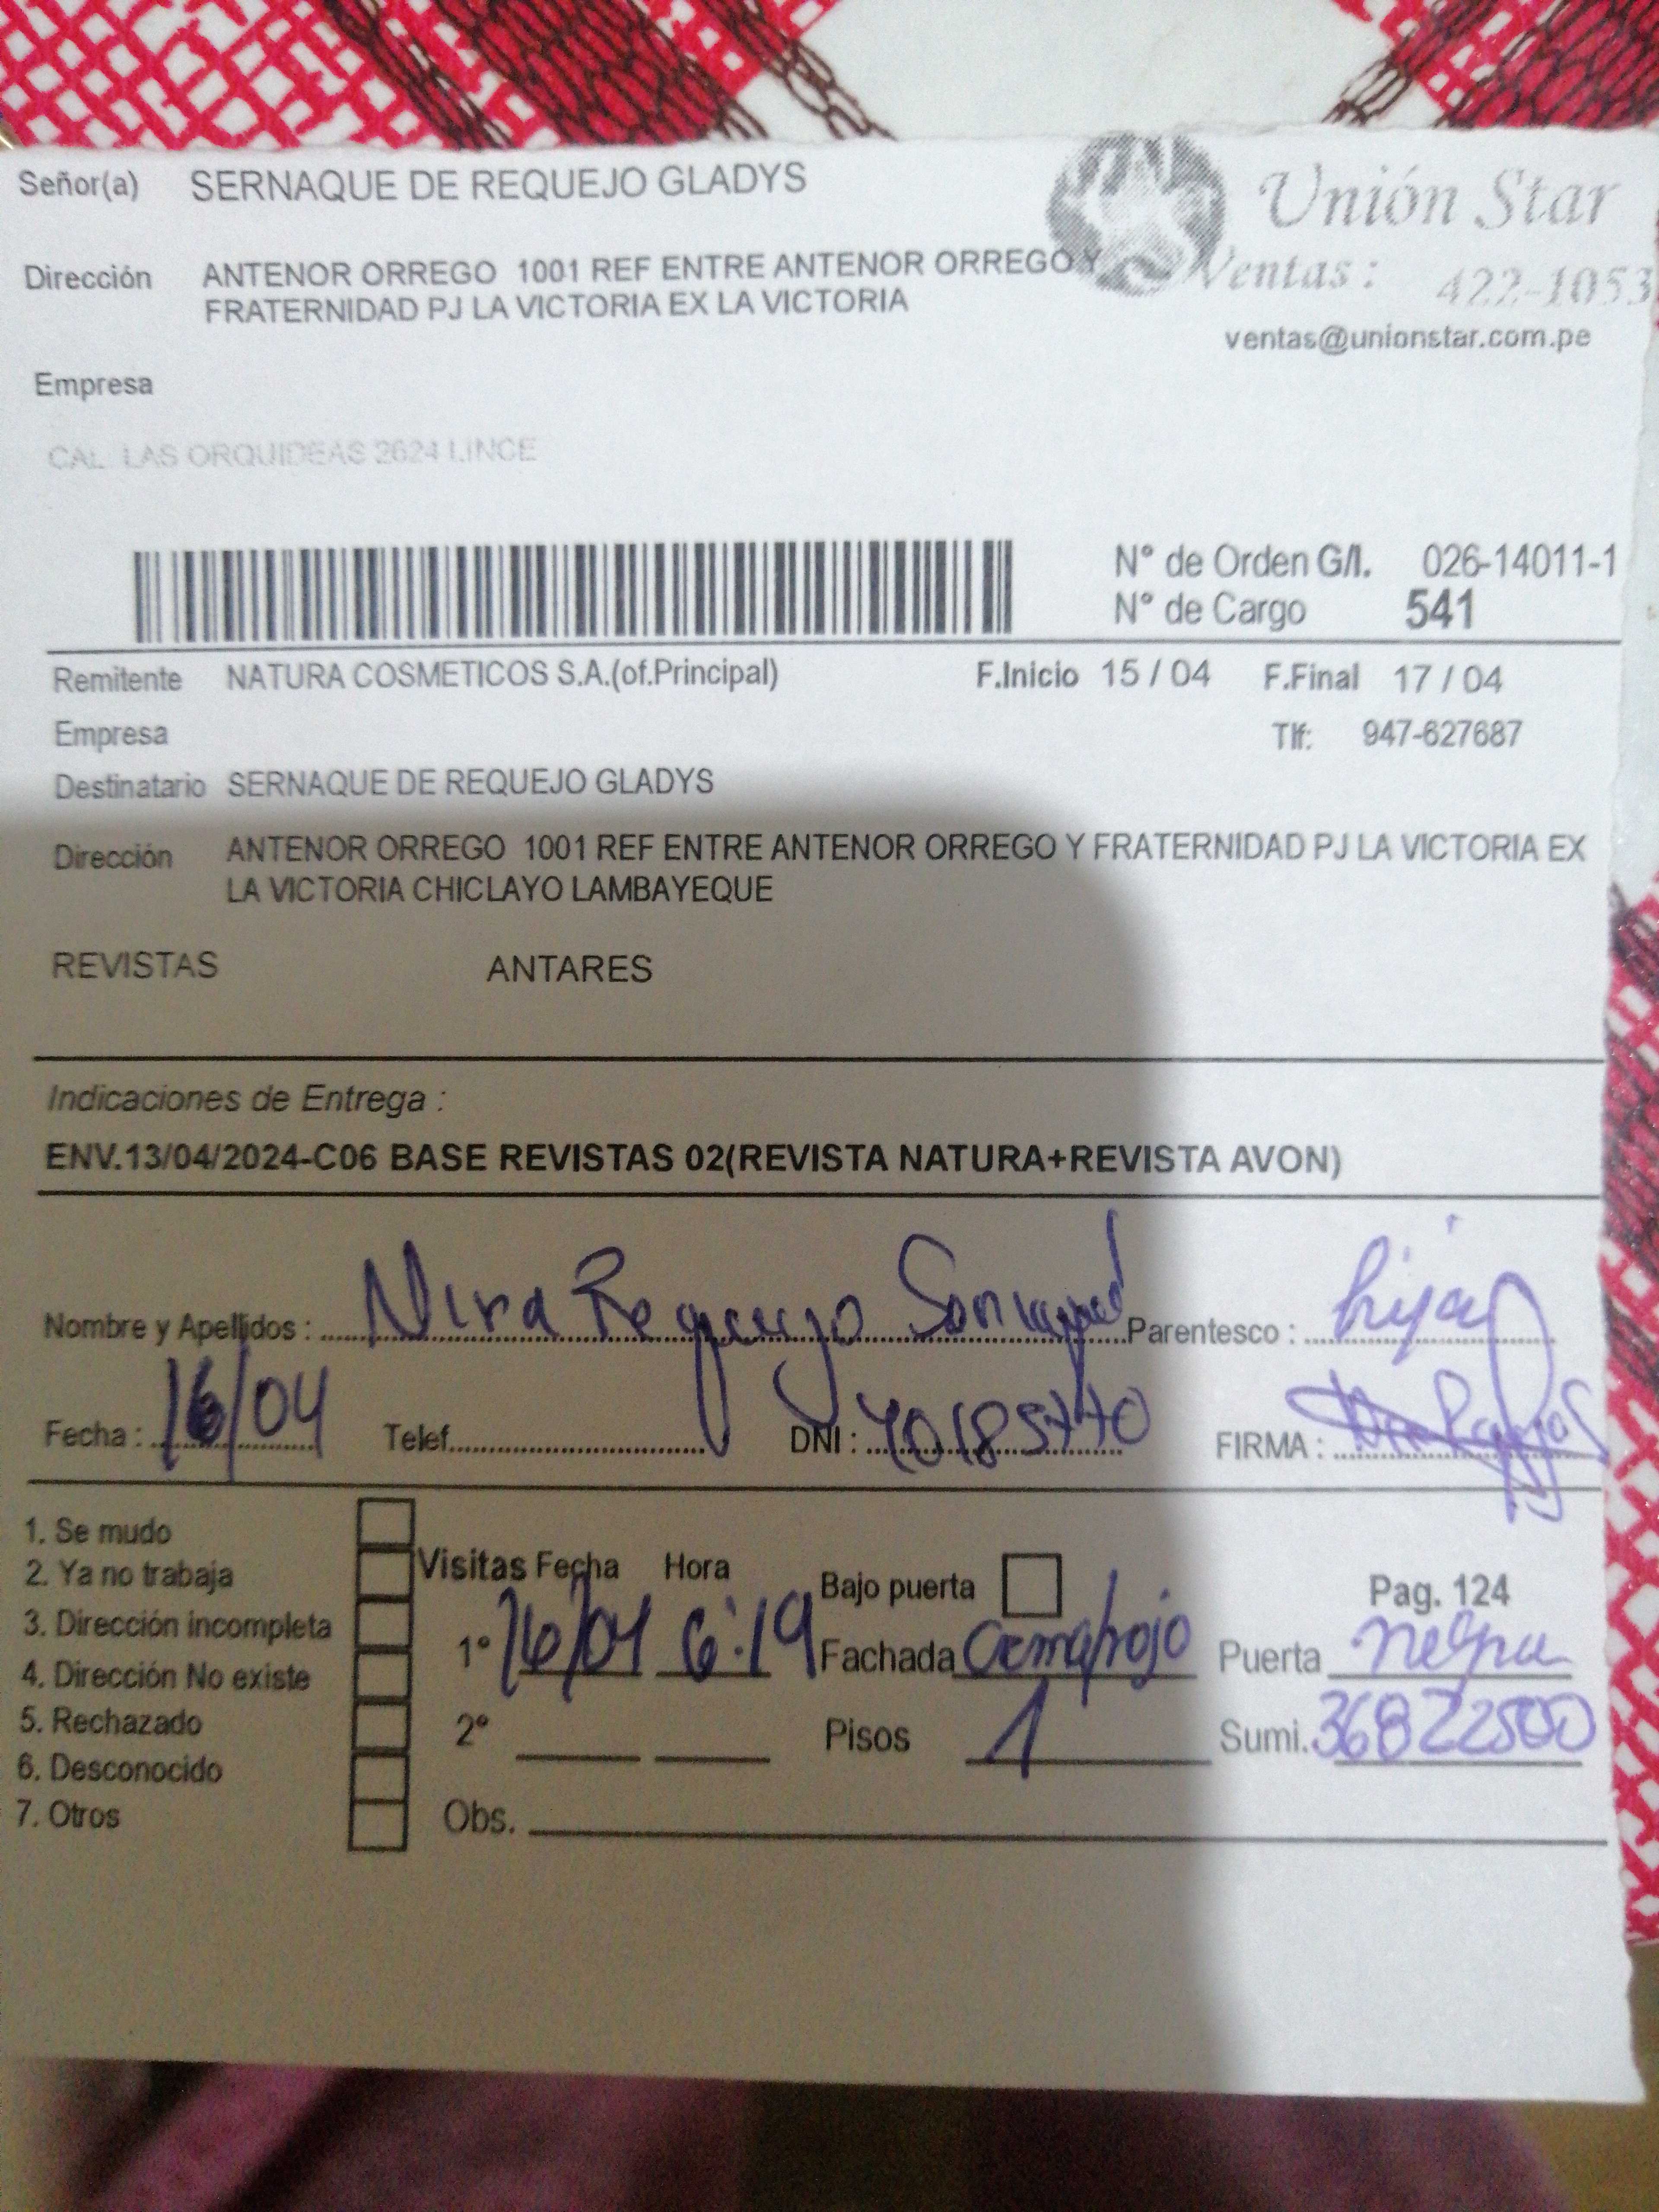 Señor(a) SERNAQUE DE REQUEJO GLADYS
Unión Star
Dirección ANTENOR ORREGO 1001 REF ENTRE ANTENOR ORREGO Y
FRATERNIDAD PJ LA VICTORIA EX LA VICTORIA
Ventas : 422-1053
ventas@unionstar.com.pe
Empresa
CAL. LAS ORQUIDEAS 2624 LINCE
N° de Orden G/I. 026-14011-1
N° de Cargo 541
Remitente NATURA COSMETICOS S.A.(of.Principal) F.Inicio 15 / 04 F.Final 17 / 04
Empresa Tlf: 947-627687
Destinatario SERNAQUE DE REQUEJO GLADYS
Dirección ANTENOR ORREGO 1001 REF ENTRE ANTENOR ORREGO Y FRATERNIDAD PJ LA VICTORIA EX
LA VICTORIA CHICLAYO LAMBAYEQUE
REVISTAS ANTARES
Indicaciones de Entrega :
ENV.13/04/2024-C06 BASE REVISTAS 02(REVISTA NATURA+REVISTA AVON)
Nombre y Apellidos : Requejo Parentesco : hija
Fecha : 16/04 Telef. DNI : FIRMA :
1. Se mudo
2. Ya no trabaja
3. Dirección incompleta
4. Dirección No existe
5. Rechazado
6. Desconocido
7. Otros
Visitas Fecha Hora Bajo puerta Pag. 124
1° 16/04 6:19 Fachada Puerta
2° Pisos 1 Sumi. 36822500
Obs.